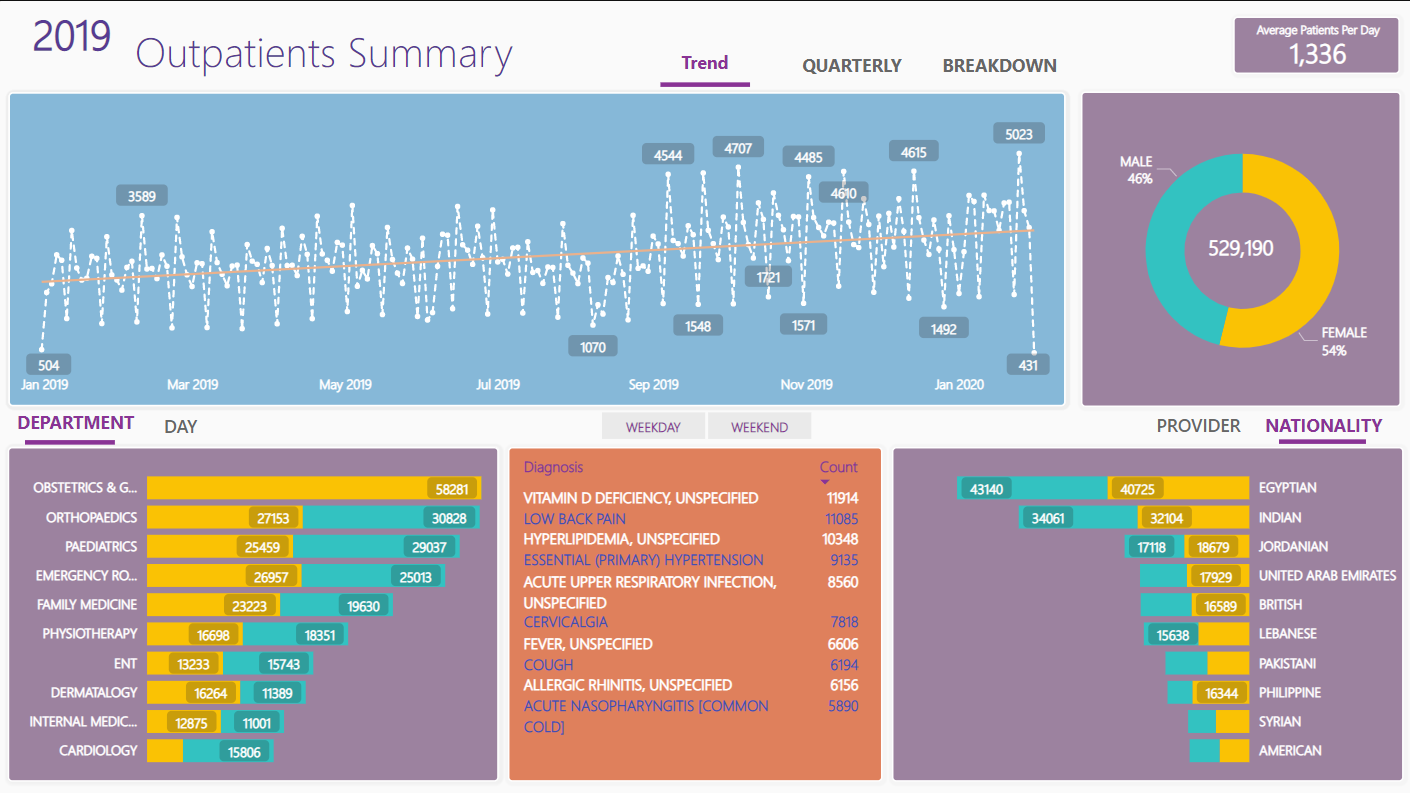 2019
Outpatients Summary
Trend
QUARTERLY
BREAKDOWN
Average Patients Per Day
1,336
3589
4544
4707
4485
4610
4615
5023
1721
1548
1571
1492
1070
504
431
Jan 2019
Mar 2019
May 2019
Jul 2019
Sep 2019
Nov 2019
Jan 2020
MALE
46%
529,190
FEMALE
54%
DEPARTMENT
DAY
WEEKDAY
WEEKEND
PROVIDER
NATIONALITY
OBSTETRICS & G... 58281
ORTHOPAEDICS 27153 30828
PAEDIATRICS 25459 29037
EMERGENCY RO... 26957 25013
FAMILY MEDICINE 23223 19630
PHYSIOTHERAPY 16698 18351
ENT 13233 15743
DERMATALOGY 16264 11389
INTERNAL MEDIC... 12875 11001
CARDIOLOGY 15806
Diagnosis Count
VITAMIN D DEFICIENCY, UNSPECIFIED 11914
LOW BACK PAIN 11085
HYPERLIPIDEMIA, UNSPECIFIED 10348
ESSENTIAL (PRIMARY) HYPERTENSION 9135
ACUTE UPPER RESPIRATORY INFECTION, 8560
UNSPECIFIED
CERVICALGIA 7818
FEVER, UNSPECIFIED 6606
COUGH 6194
ALLERGIC RHINITIS, UNSPECIFIED 6156
ACUTE NASOPHARYNGITIS [COMMON 5890
COLD]
43140 40725 EGYPTIAN
34061 32104 INDIAN
17118 18679 JORDANIAN
17929 UNITED ARAB EMIRATES
16589 BRITISH
15638 LEBANESE
PAKISTANI
16344 PHILIPPINE
SYRIAN
AMERICAN